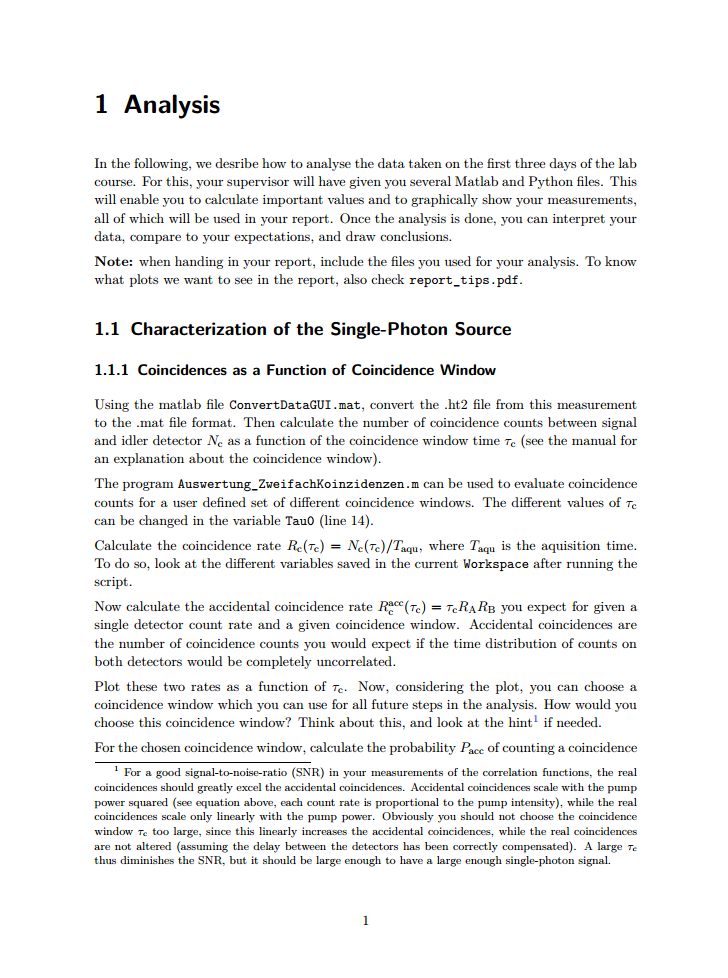 1 Analysis
In the following, we desribe how to analyse the data taken on the first three days of the lab
course. For this, your supervisor will have given you several Matlab and Python files. This
will enable you to calculate important values and to graphically show your measurements,
all of which will be used in your report. Once the analysis is done, you can interpret your
data, compare to your expectations, and draw conclusions.
Note: when handing in your report, include the files you used for your analysis. To know
what plots we want to see in the report, also check report_tips.pdf.
1.1 Characterization of the Single-Photon Source
1.1.1 Coincidences as a Function of Coincidence Window
Using the matlab file ConvertDataGUI.mat, convert the .ht2 file from this measurement
to the .mat file format. Then calculate the number of coincidence counts between signal
and idler detector N_c as a function of the coincidence window time τ_c (see the manual for
an explanation about the coincidence window).
The program Auswertung_ZweifachKoinzidenzen.m can be used to evaluate coincidence
counts for a user defined set of different coincidence windows. The different values of τ_c
can be changed in the variable Tau0 (line 14).
Calculate the coincidence rate R_c(τ_c) = N_c(τ_c)/T_aqu, where T_aqu is the aquisition time.
To do so, look at the different variables saved in the current Workspace after running the
script.
Now calculate the accidental coincidence rate R_c^acc(τ_c) = τ_cR_AR_B you expect for given a
single detector count rate and a given coincidence window. Accidental coincidences are
the number of coincidence counts you would expect if the time distribution of counts on
both detectors would be completely uncorrelated.
Plot these two rates as a function of τ_c. Now, considering the plot, you can choose a
coincidence window which you can use for all future steps in the analysis. How would you
choose this coincidence window? Think about this, and look at the hint¹ if needed.
For the chosen coincidence window, calculate the probability P_acc of counting a coincidence
¹ For a good signal-to-noise-ratio (SNR) in your measurements of the correlation functions, the real
coincidences should greatly excel the accidental coincidences. Accidental coincidences scale with the pump
power squared (see equation above, each count rate is proportional to the pump intensity), while the real
coincidences scale only linearly with the pump power. Obviously you should not choose the coincidence
window τ_c too large, since this linearly increases the accidental coincidences, while the real coincidences
are not altered (assuming the delay between the detectors has been correctly compensated). A large τ_c
thus diminishes the SNR, but it should be large enough to have a large enough single-photon signal.
1